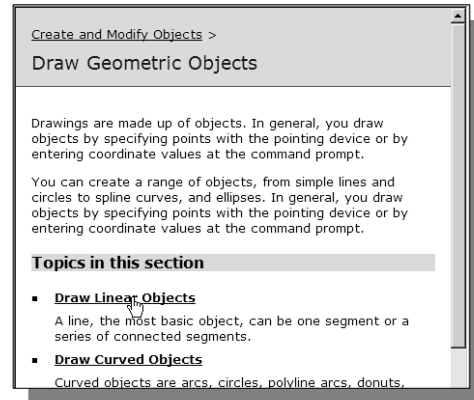 Create and Modify Objects >
Draw Geometric Objects
Drawings are made up of objects. In general, you draw
objects by specifying points with the pointing device or by
entering coordinate values at the command prompt.
You can create a range of objects, from simple lines and
circles to spline curves, and ellipses. In general, you draw
objects by specifying points with the pointing device or by
entering coordinate values at the command prompt.
Topics in this section
▪ Draw Linear Objects
A line, the most basic object, can be one segment or a
series of connected segments.
▪ Draw Curved Objects
Curved objects are arcs, circles, polyline arcs, donuts,